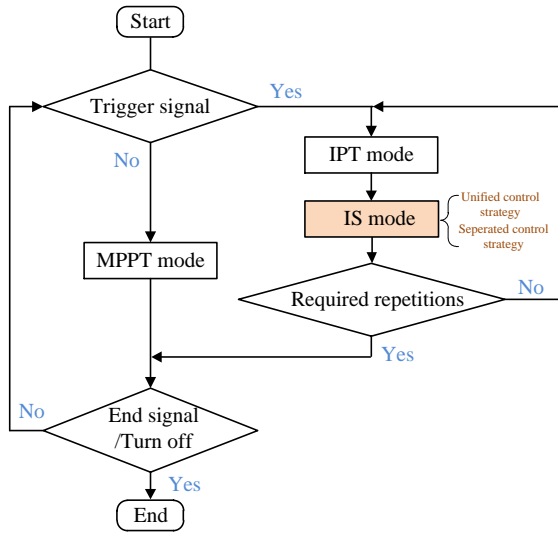 Start
Trigger signal
Yes
No
IPT mode
IS mode
Unified control
strategy
Seperated control
strategy
MPPT mode
Required repetitions
No
Yes
End signal
/Turn off
No
Yes
End